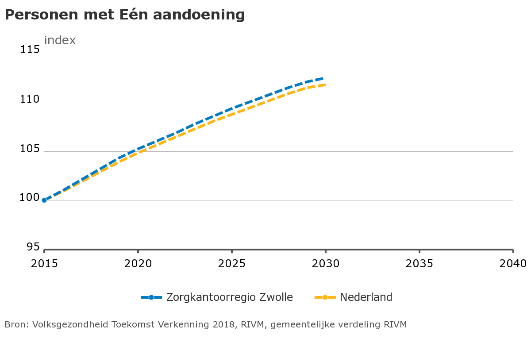 Personen met Eén aandoening
index
115
110
105
100
95
2015 2020 2025 2030 2035 2040
Zorgkantoorregio Zwolle Nederland
Bron: Volksgezondheid Toekomst Verkenning 2018, RIVM, gemeentelijke verdeling RIVM